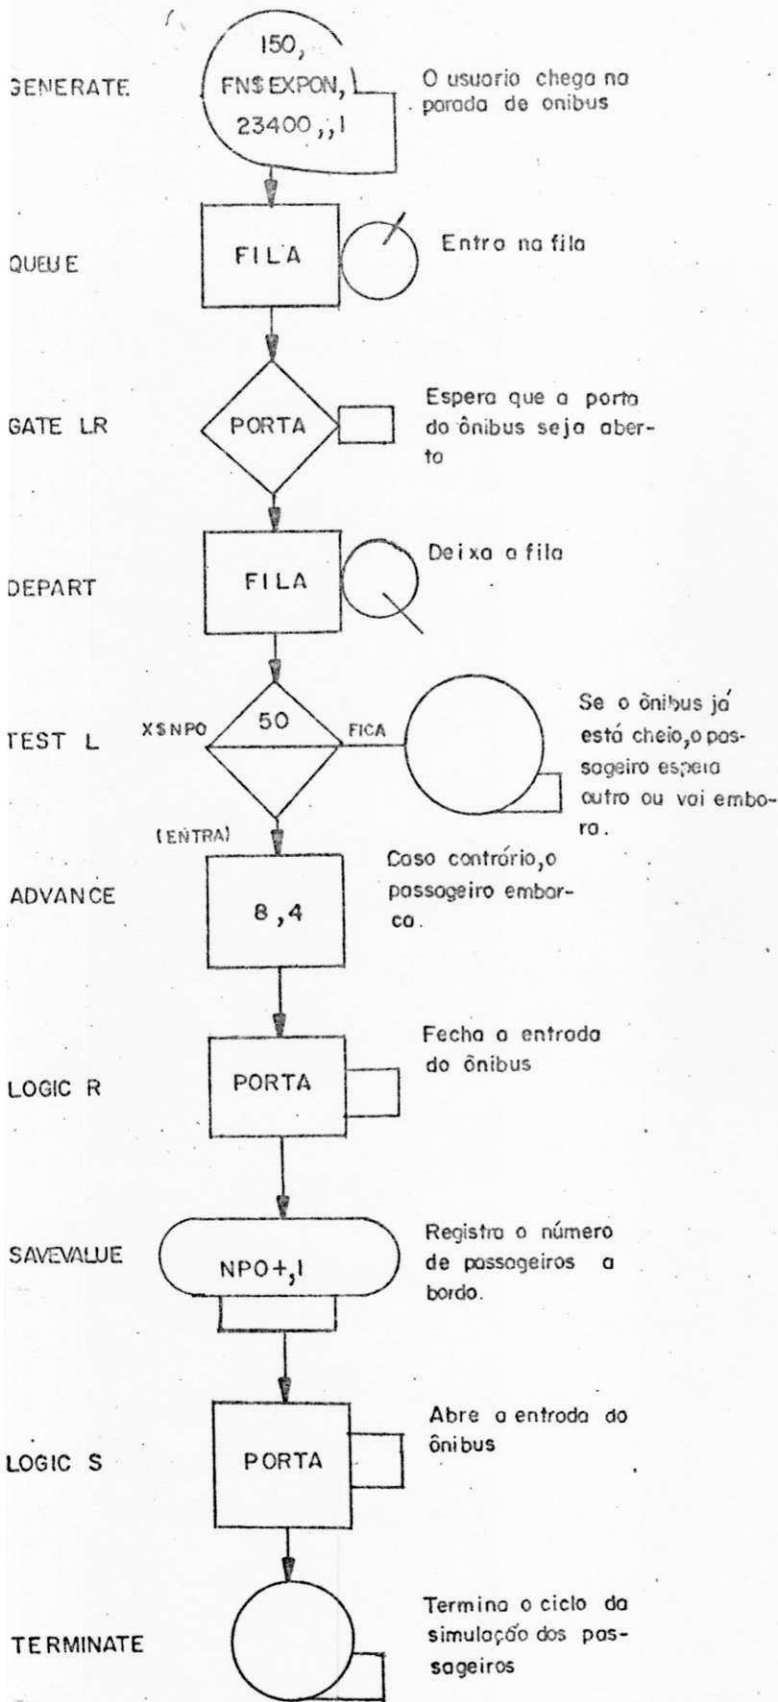 GENERATE
150,
FN$EXPON,
23400,,,1
O usuario chega na
parada de onibus
QUEUE
FILA
Entra na fila
GATE LR
PORTA
Espera que a porta
do ônibus seja aber-
ta
DEPART
FILA
Deixa a fila
TEST L
X$NPO
50
FICA
Se o ônibus já
está cheio, o pas-
sageiro espera
outro ou vai embo-
ra.
(ENTRA)
ADVANCE
8,4
Caso contrário, o
passageiro embar-
ca.
LOGIC R
PORTA
Fecha a entrada
do ônibus
SAVEVALUE
NPO+,1
Registra o número
de passageiros a
bordo.
LOGIC S
PORTA
Abre a entrada do
ônibus
TERMINATE
Termina o ciclo da
simulação dos pas-
sageiros